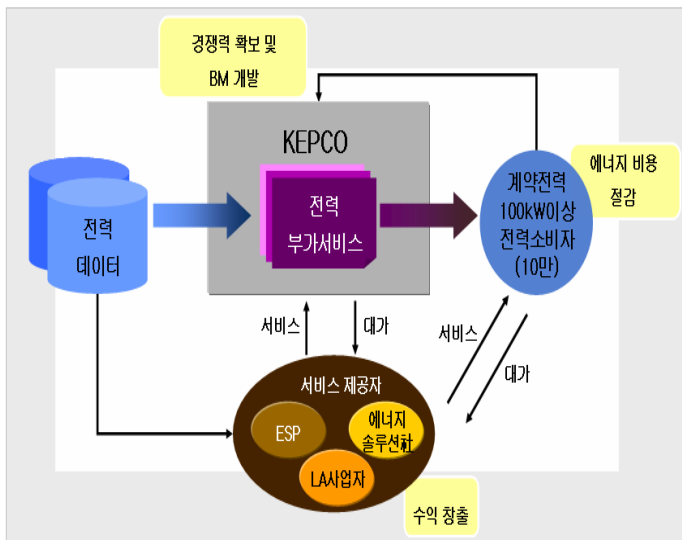 경쟁력 확보 및
BM 개발
KEPCO
전력
부가서비스
전력
데이터
계약전력
100kW이상
전력소비자
(10만)
에너지 비용
절감
서비스
대가
서비스
대가
서비스 제공자
ESP
에너지
솔루션社
LA사업자
수익 창출